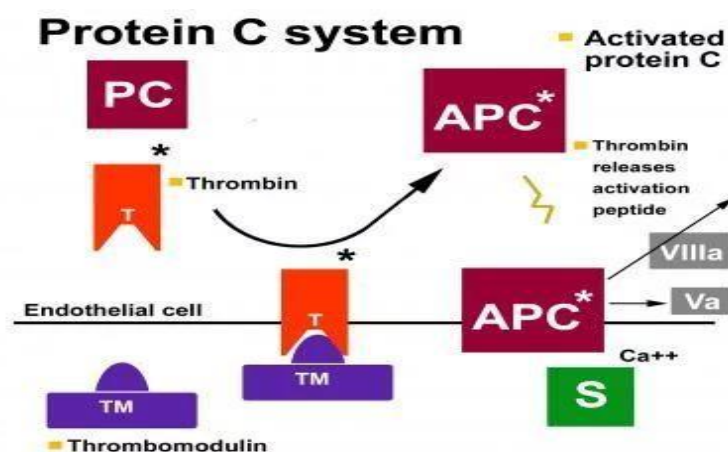 Protein C system
Activated
protein C
PC
APC*
*
Thrombin
T
Thrombin
releases
activation
peptide
*
VIIIa
Endothelial cell
T
APC*
Va
Ca++
TM
TM
S
Thrombomodulin